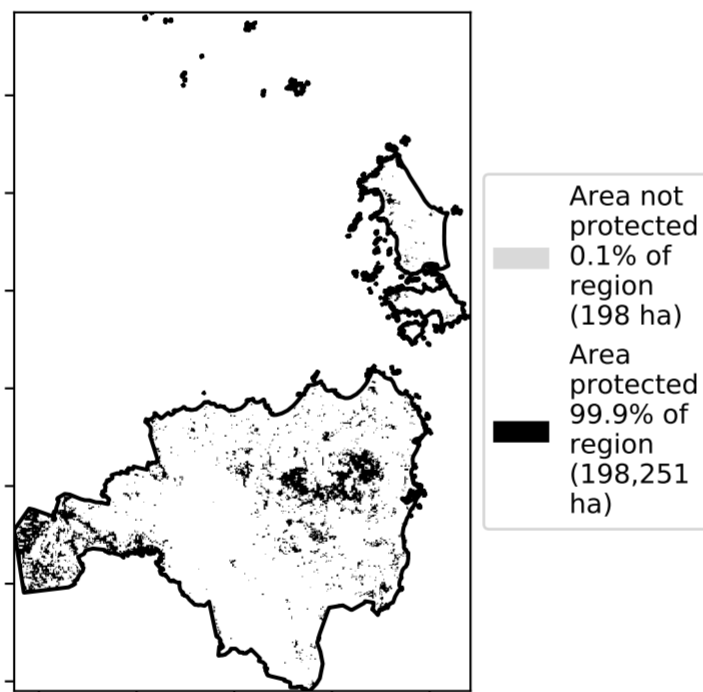 Area not
protected
0.1% of
region
(198 ha)
Area
protected
99.9% of
region
(198,251
ha)